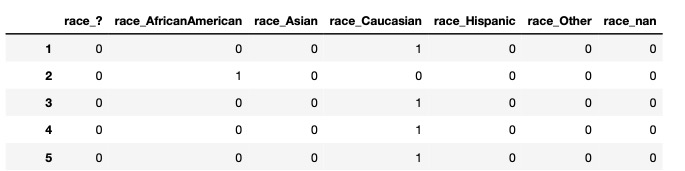 race_? race_AfricanAmerican race_Asian race_Caucasian race_Hispanic race_Other race_nan
1 0 0 0 1 0 0 0
2 0 1 0 0 0 0 0
3 0 0 0 1 0 0 0
4 0 0 0 1 0 0 0
5 0 0 0 1 0 0 0